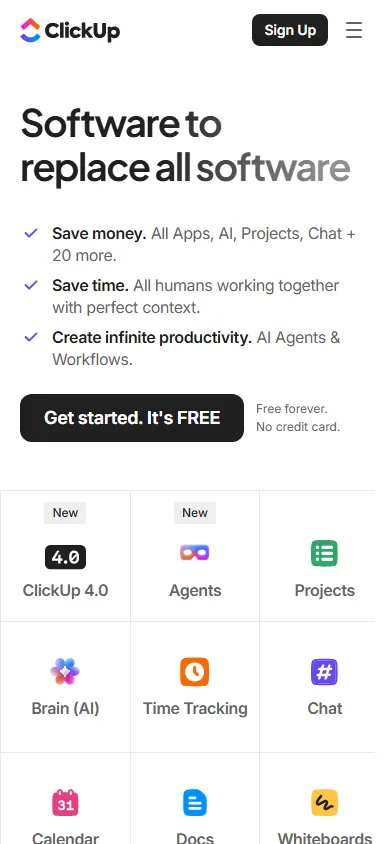 ClickUp
Sign Up
Software to
replace all software
Save money. All Apps, AI, Projects, Chat +
20 more.
Save time. All humans working together
with perfect context.
Create infinite productivity. AI Agents &
Workflows.
Get started. It's FREE
Free forever.
No credit card.
New
New
4.0
ClickUp 4.0
Agents
Projects
#
Brain (AI)
Time Tracking
Chat
31
Calendar
Docs
Whiteboards